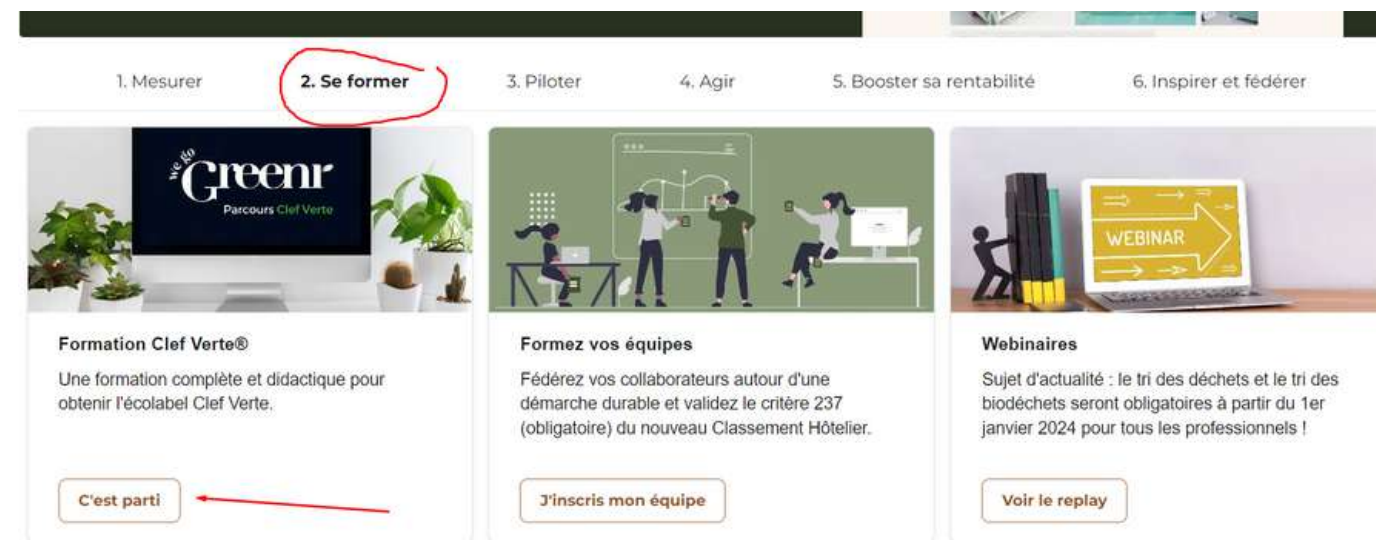 1. Mesurer
2. Se former
3. Piloter
4. Agir
5. Booster sa rentabilité
6. Inspirer et fédérer
we go
Greenr
Parcours Clef Verte
WEBINAR
Formation Clef Verte®
Une formation complète et didactique pour
obtenir l'écolabel Clef Verte.
C'est parti
Formez vos équipes
Fédérez vos collaborateurs autour d'une
démarche durable et validez le critère 237
(obligatoire) du nouveau Classement Hôtelier.
J'inscris mon équipe
Webinaires
Sujet d'actualité : le tri des déchets et le tri des
biodéchets seront obligatoires à partir du 1er
janvier 2024 pour tous les professionnels !
Voir le replay